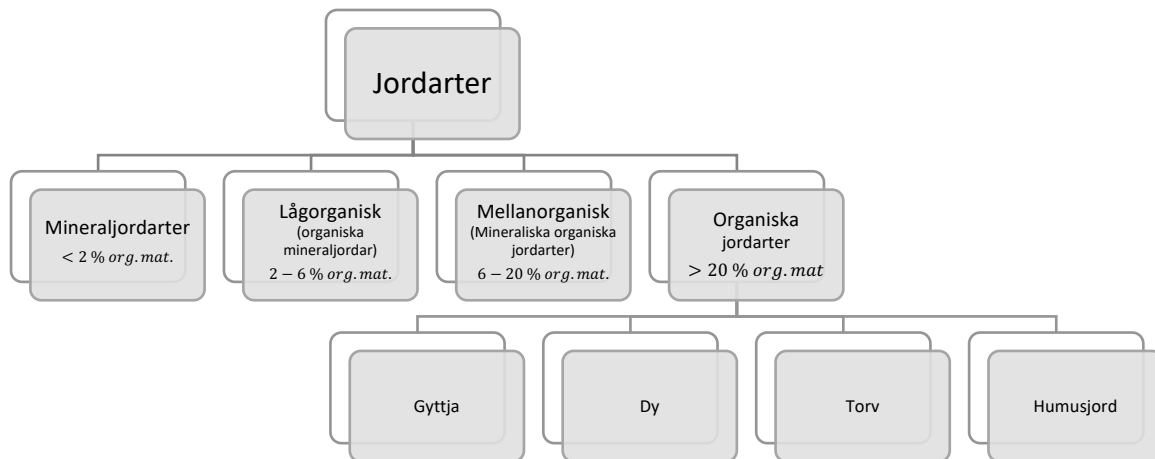 Jordarter
Mineraljordarter
< 2 % org. mat.
Lågorganisk
(organiska
mineraljordar)
2 – 6 % org. mat.
Mellanorganisk
(Mineraliska organiska
jordarter)
6 – 20 % org. mat.
Organiska
jordarter
> 20 % org. mat
Gyttja
Dy
Torv
Humusjord